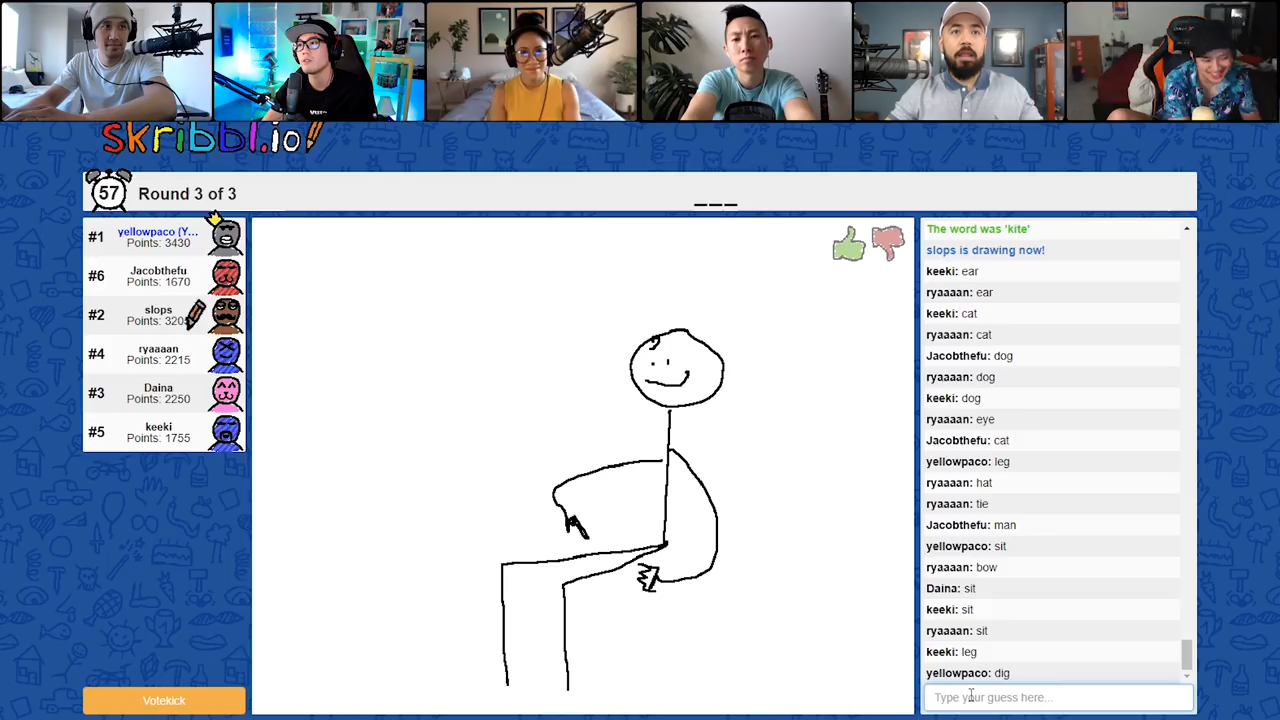 skribbl.io!
57
Round 3 of 3
___
#1
yellowpaco (Y...
Points: 3430
#6
Jacobthefu
Points: 1670
#2
slops
Points: 320
#4
ryaaaan
Points: 2215
#3
Daina
Points: 2250
#5
keeki
Points: 1755
Votekick
The word was 'kite'
slops is drawing now!
keeki: ear
ryaaaan: ear
keeki: cat
ryaaaan: cat
Jacobthefu: dog
ryaaaan: dog
keeki: dog
ryaaaan: eye
Jacobthefu: cat
yellowpaco: leg
ryaaaan: hat
ryaaaan: tie
Jacobthefu: man
yellowpaco: sit
ryaaaan: bow
Daina: sit
keeki: sit
ryaaaan: sit
keeki: leg
yellowpaco: dig
Type your guess here...